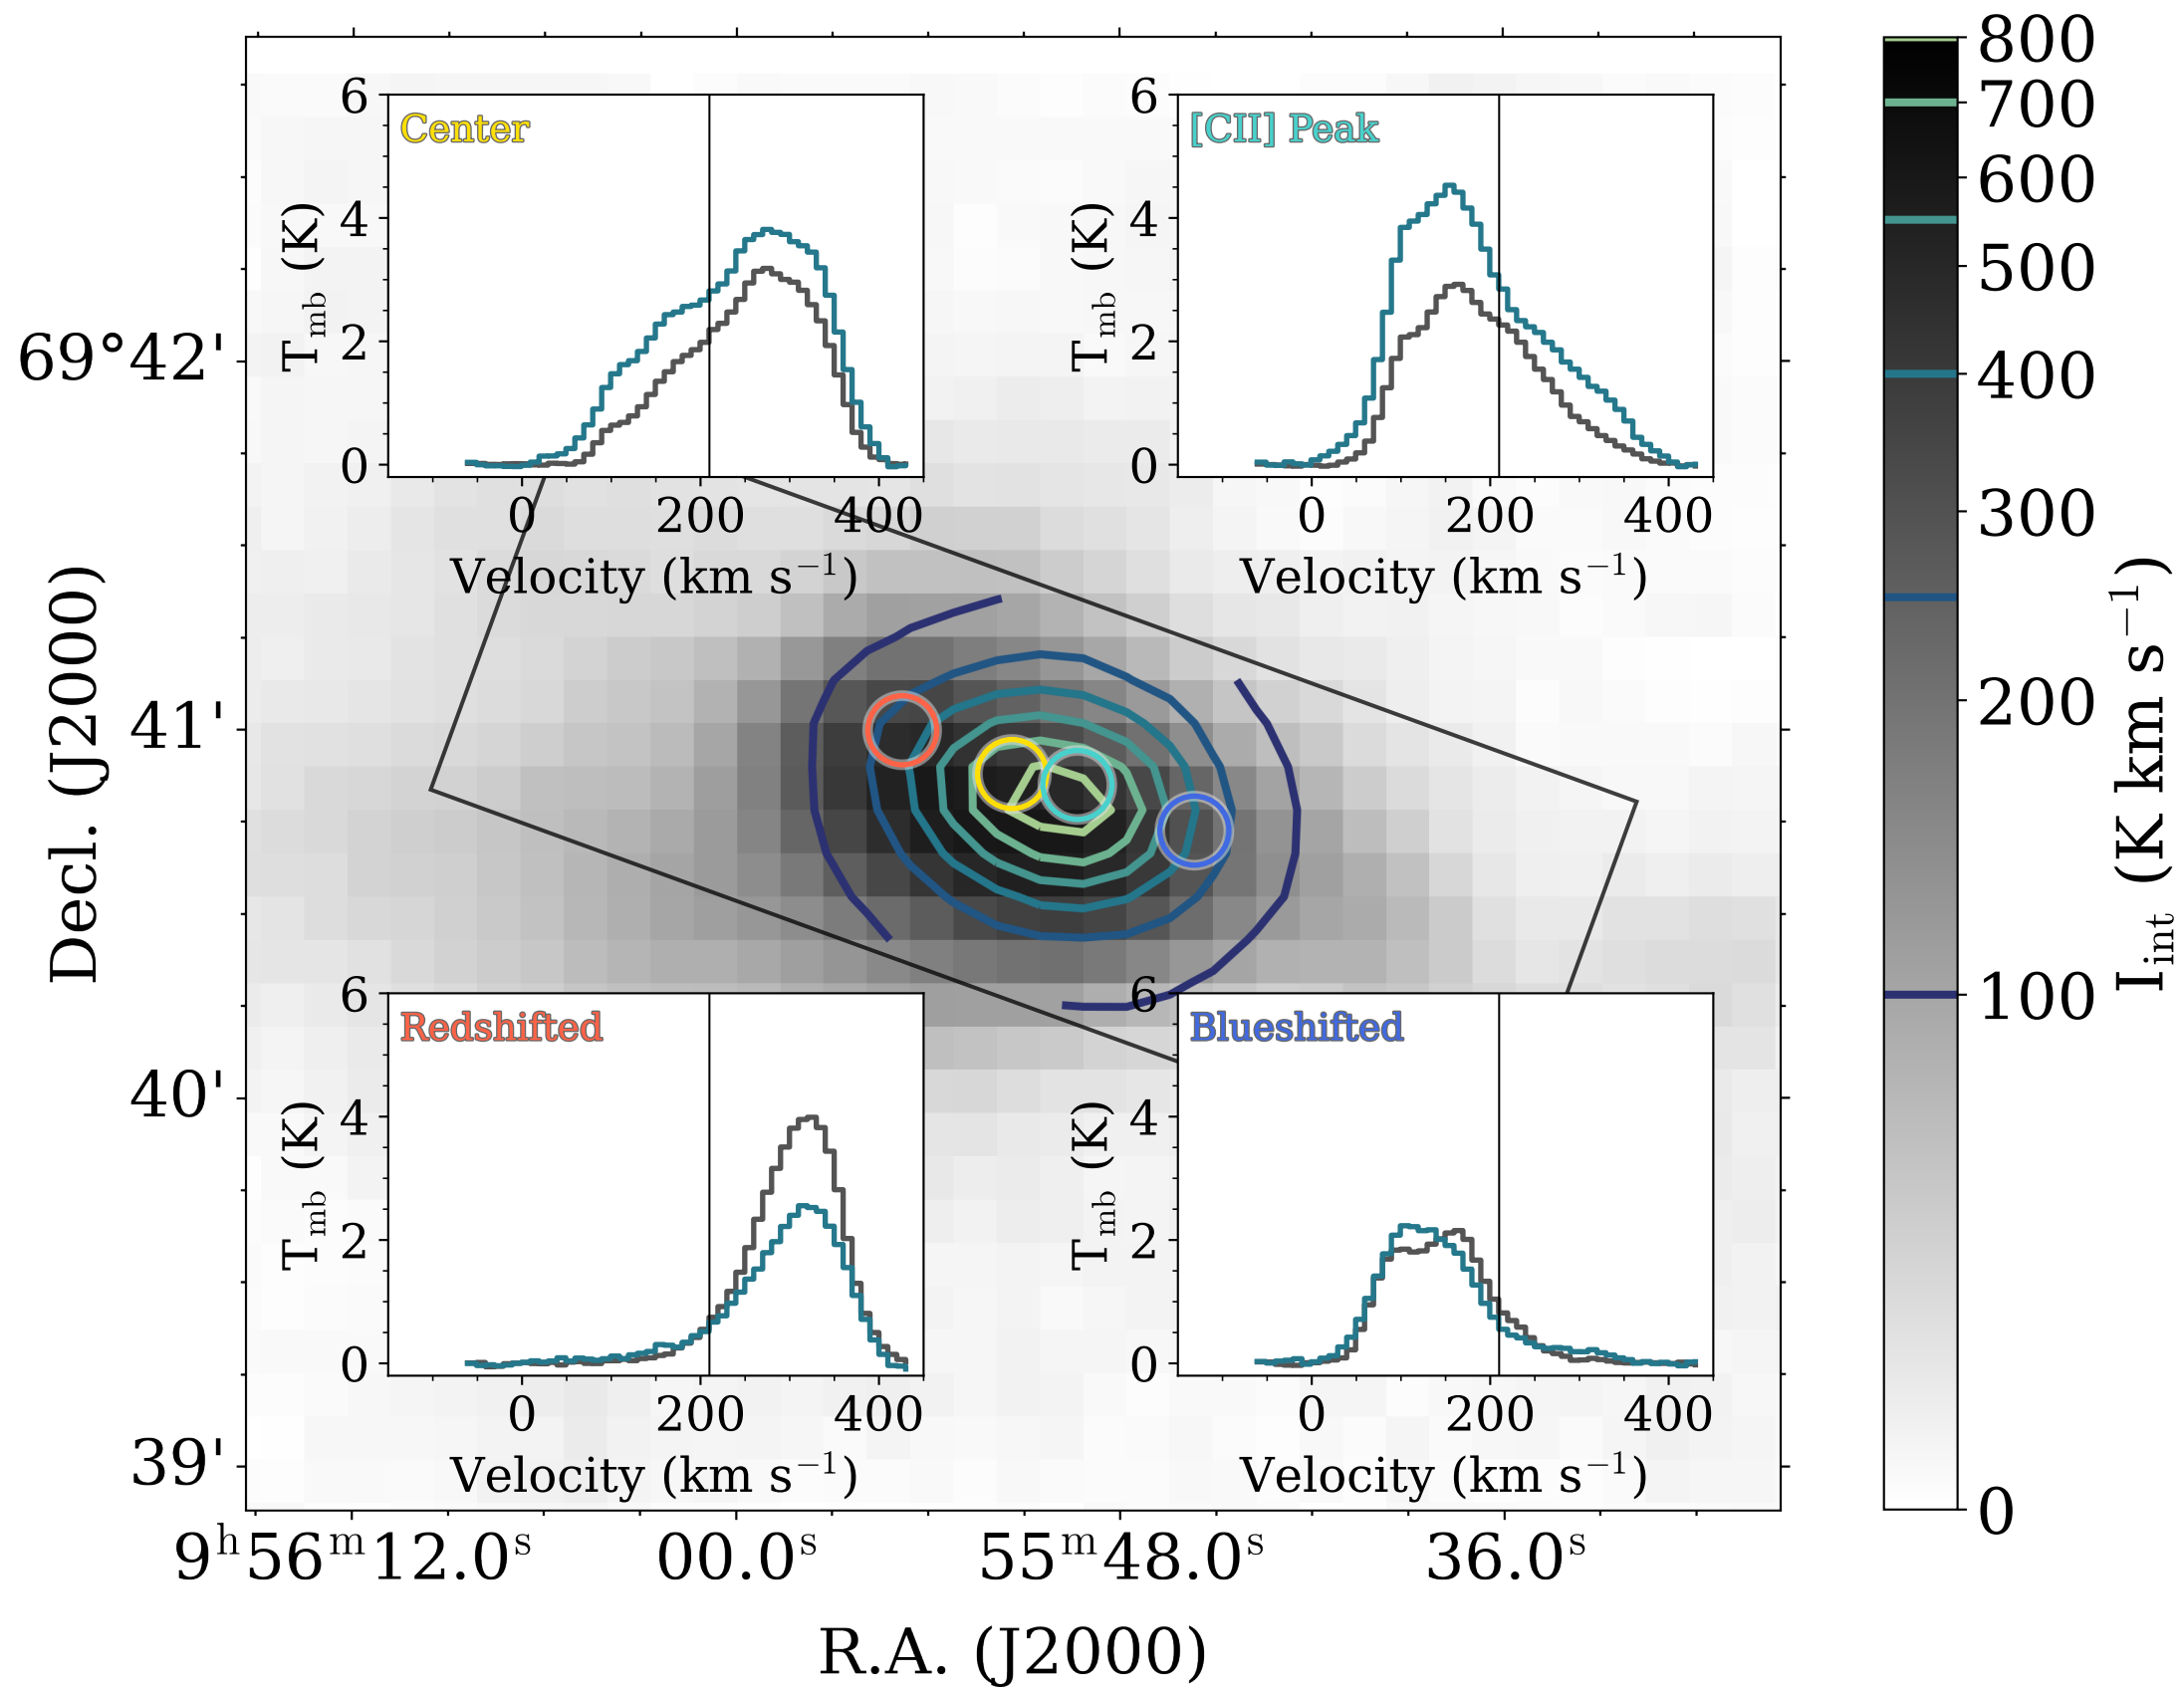 Center
6
4
2
0
T_mb (K)
0 200 400
Velocity (km s⁻¹)
[CII] Peak
6
4
2
0
T_mb (K)
0 200 400
Velocity (km s⁻¹)
Redshifted
6
4
2
0
T_mb (K)
0 200 400
Velocity (km s⁻¹)
Blueshifted
6
4
2
0
T_mb (K)
0 200 400
Velocity (km s⁻¹)
69°42'
41'
40'
39'
Decl. (J2000)
9ʰ56ᵐ12.0ˢ 00.0ˢ 55ᵐ48.0ˢ 36.0ˢ
R.A. (J2000)
800
700
600
500
400
300
200
100
0
I_int (K km s⁻¹)